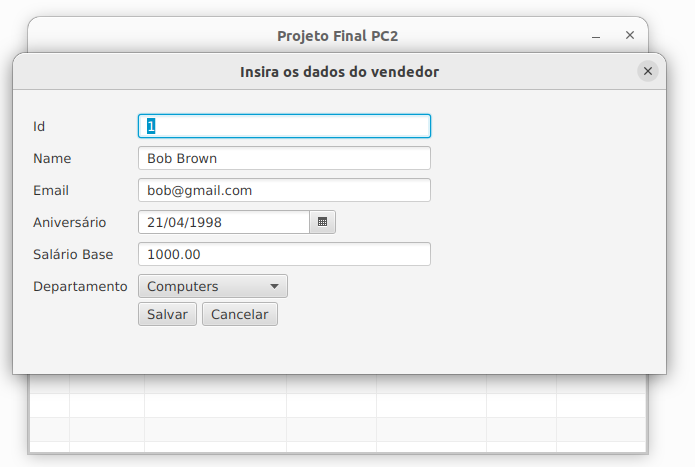 Projeto Final PC2
Insira os dados do vendedor
Id 1
Name Bob Brown
Email bob@gmail.com
Aniversário 21/04/1998
Salário Base 1000.00
Departamento Computers
Salvar Cancelar